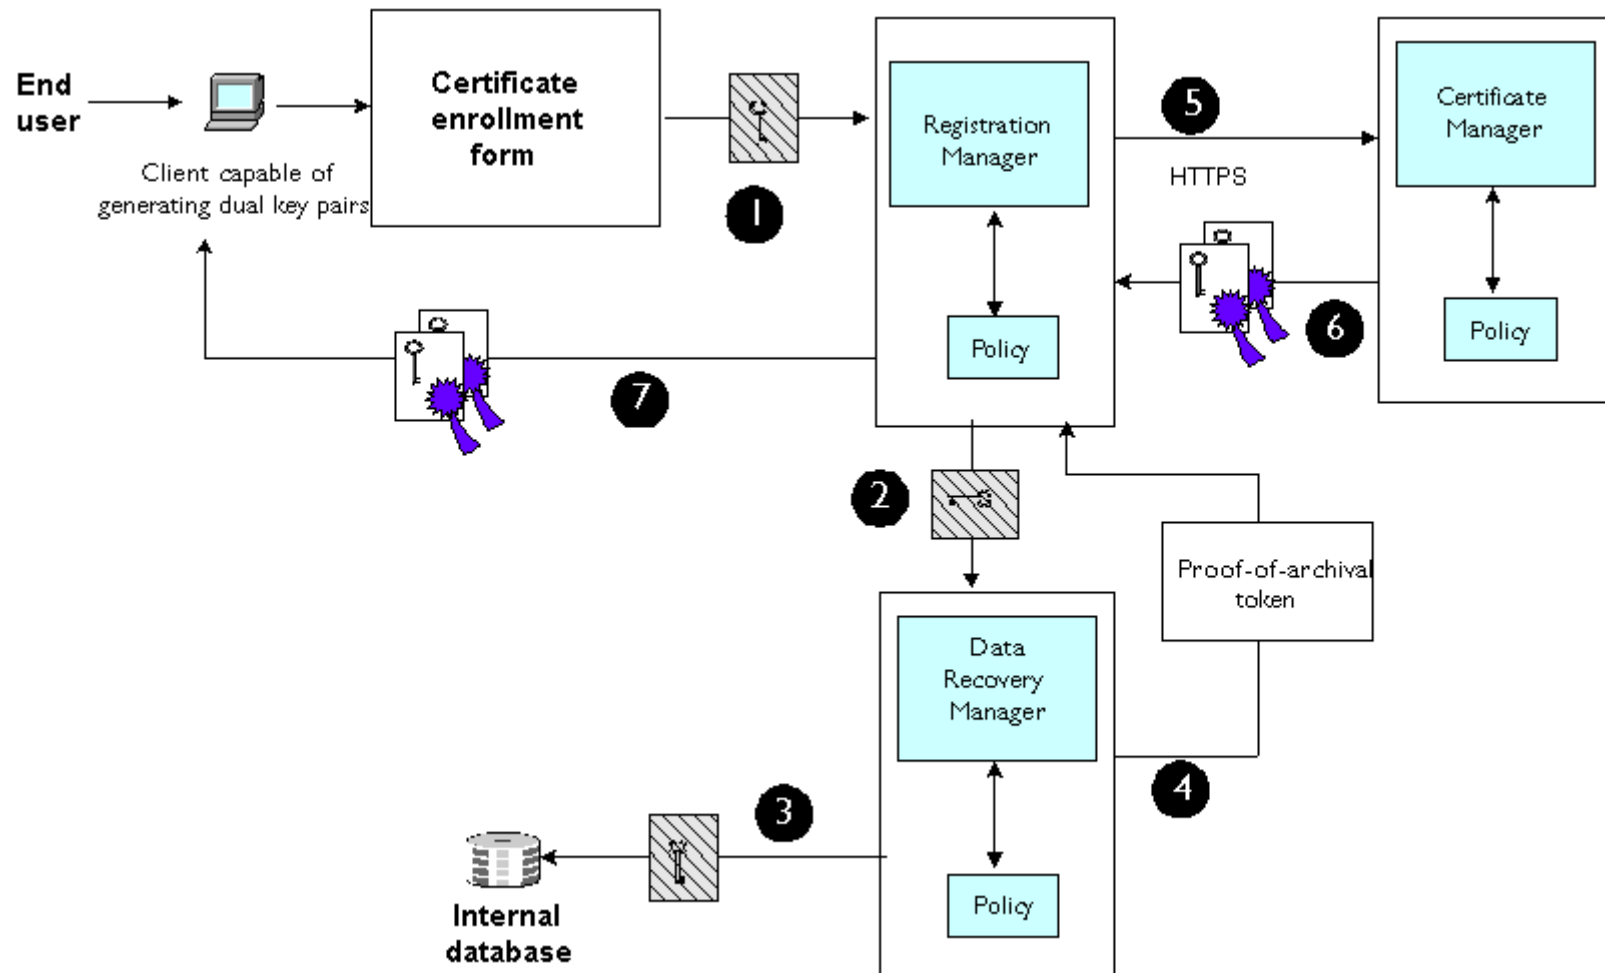 End
user
Client capable of
generating dual key pairs
Certificate
enrollment
form
1
Registration
Manager
Policy
5
HTTPS
Certificate
Manager
Policy
6
7
2
Proof-of-archival
token
Data
Recovery
Manager
Policy
4
3
Internal
database